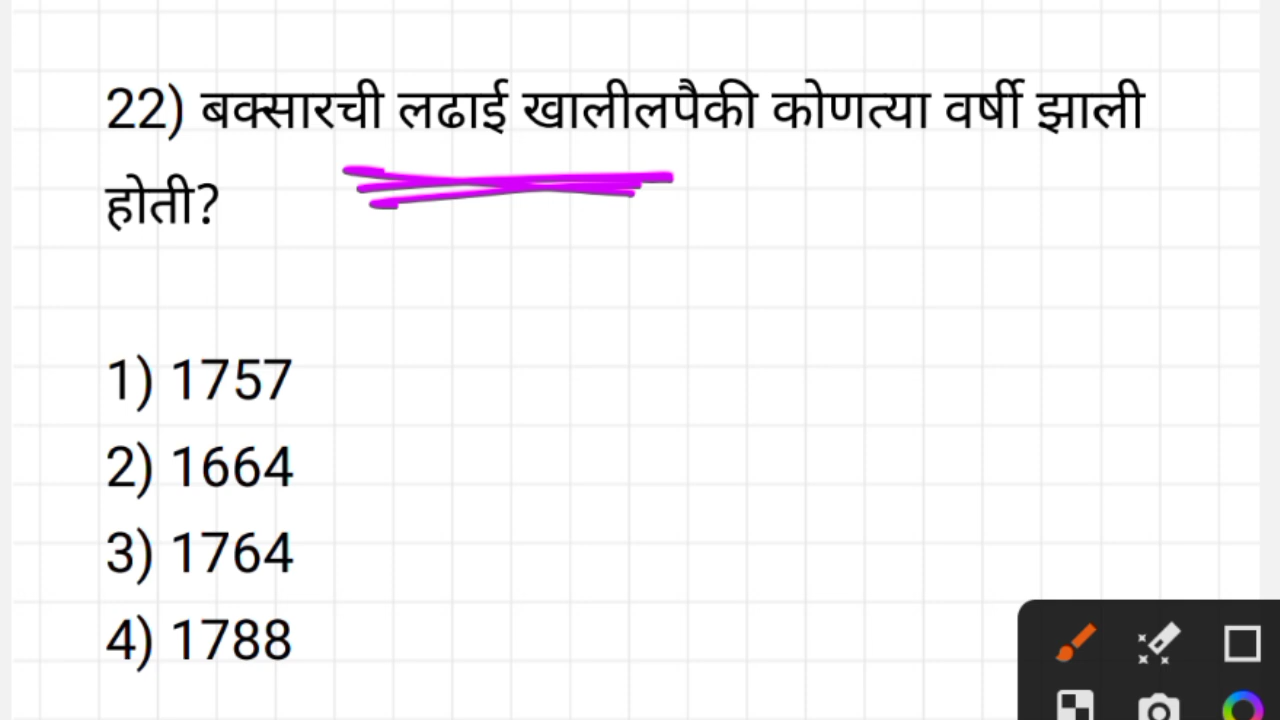 22) बक्सारची लढाई खालीलपैकी कोणत्या वर्षी झाली
होती?
1) 1757
2) 1664
3) 1764
4) 1788